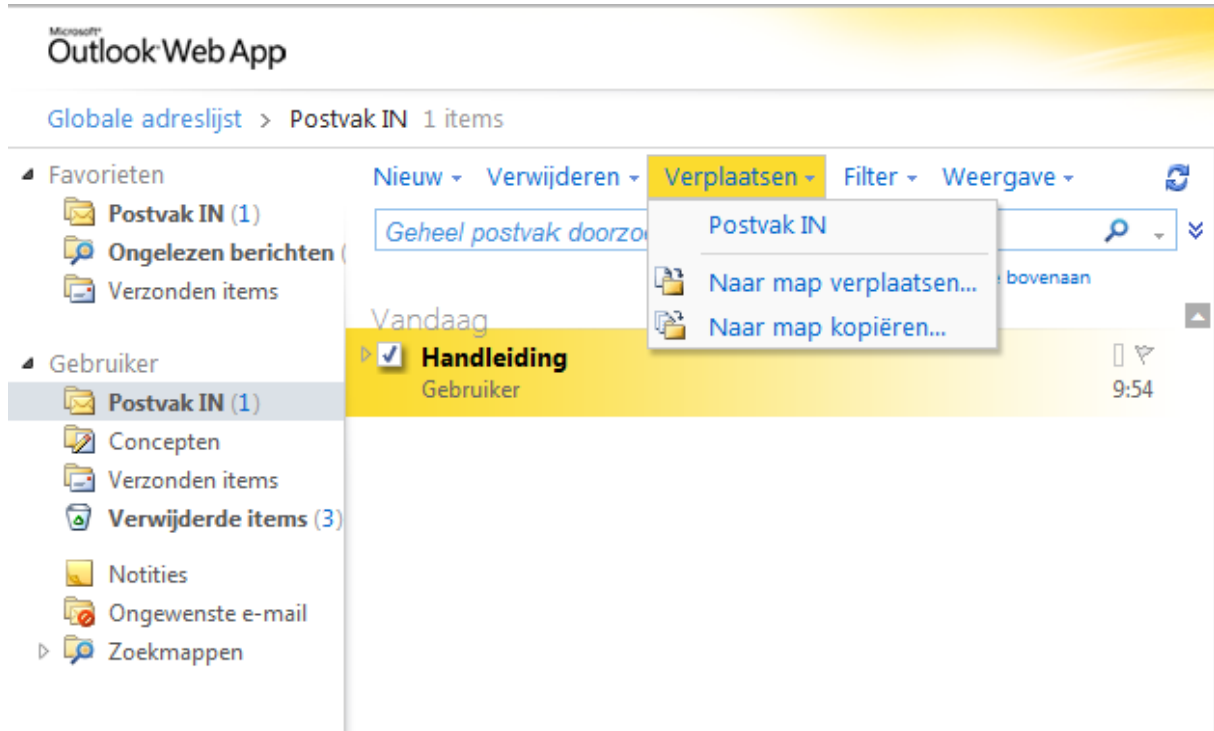 Microsoft®
Outlook Web App
Globale adreslijst > Postvak IN 1 items
Favorieten
Postvak IN (1)
Ongelezen berichten (
Verzonden items
Gebruiker
Postvak IN (1)
Concepten
Verzonden items
Verwijderde items (3)
Notities
Ongewenste e-mail
Zoekmappen
Nieuw Verwijderen Verplaatsen Filter Weergave
Geheel postvak
Postvak IN
Naar map verplaatsen...
Naar map kopiëren...
bovenaan
Vandaag
Handleiding
Gebruiker 9:54